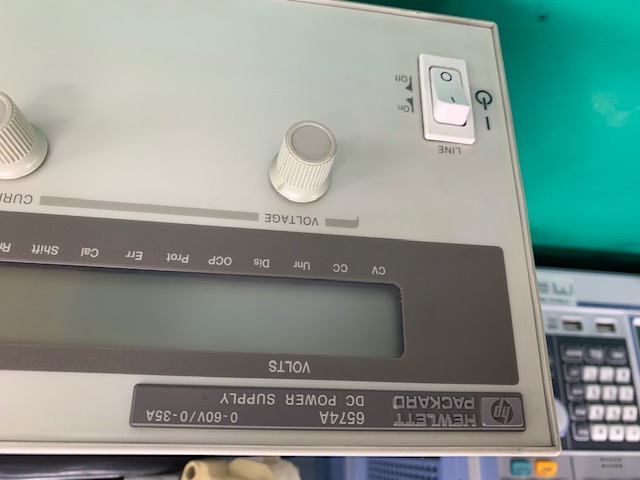 hp HEWLETT PACKARD 6574A 0-60V/0-35A
DC POWER SUPPLY
VOLTS
CV CC Unr Dis OCP Prot Err Cal Shift
VOLTAGE
LINE
On
Off